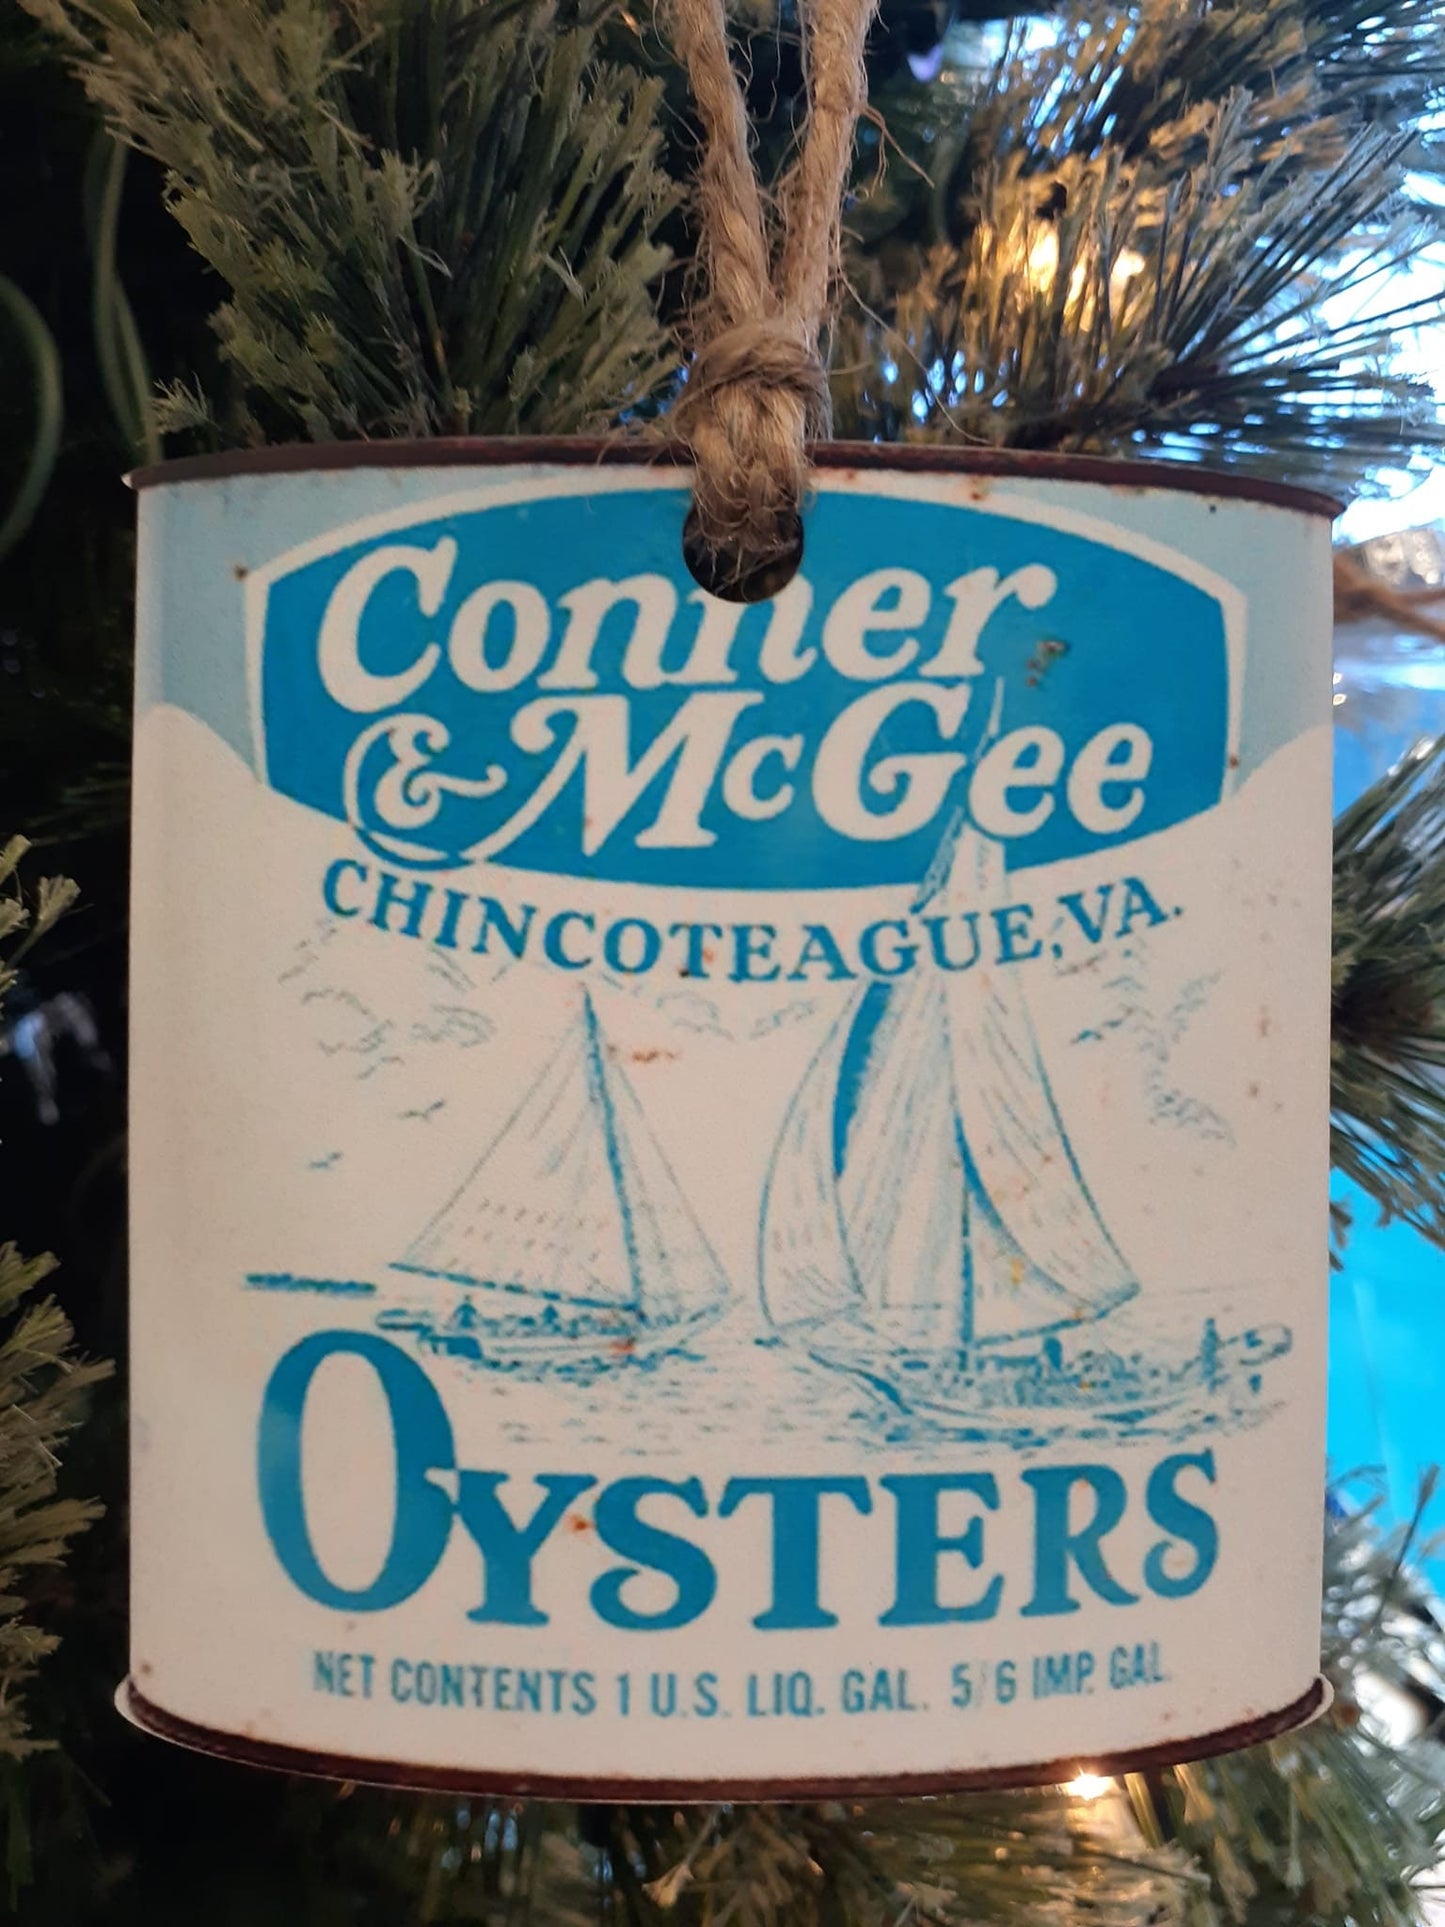 Conner
& McGee
CHINCOTEAGUE, VA.
OYSTERS
NET CONTENTS 1 U.S. LIQ. GAL. 5/6 IMP. GAL.